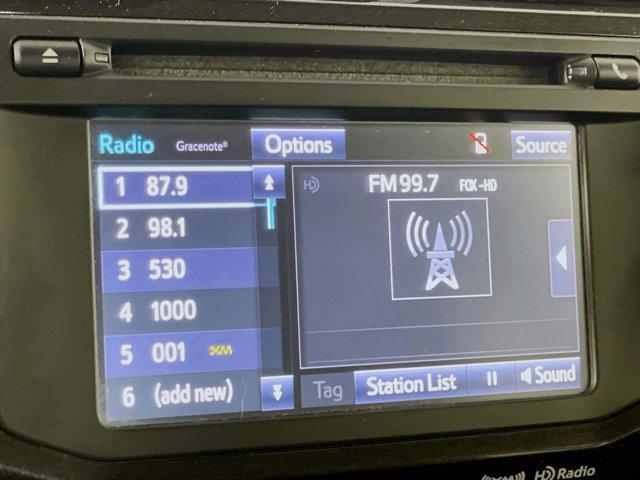 Radio Gracenote® Options Source
1 87.9
2 98.1
3 530
4 1000
5 001 XM
6 (add new)
HD FM 99.7 FOX-HD
Tag Station List Sound
HD Radio